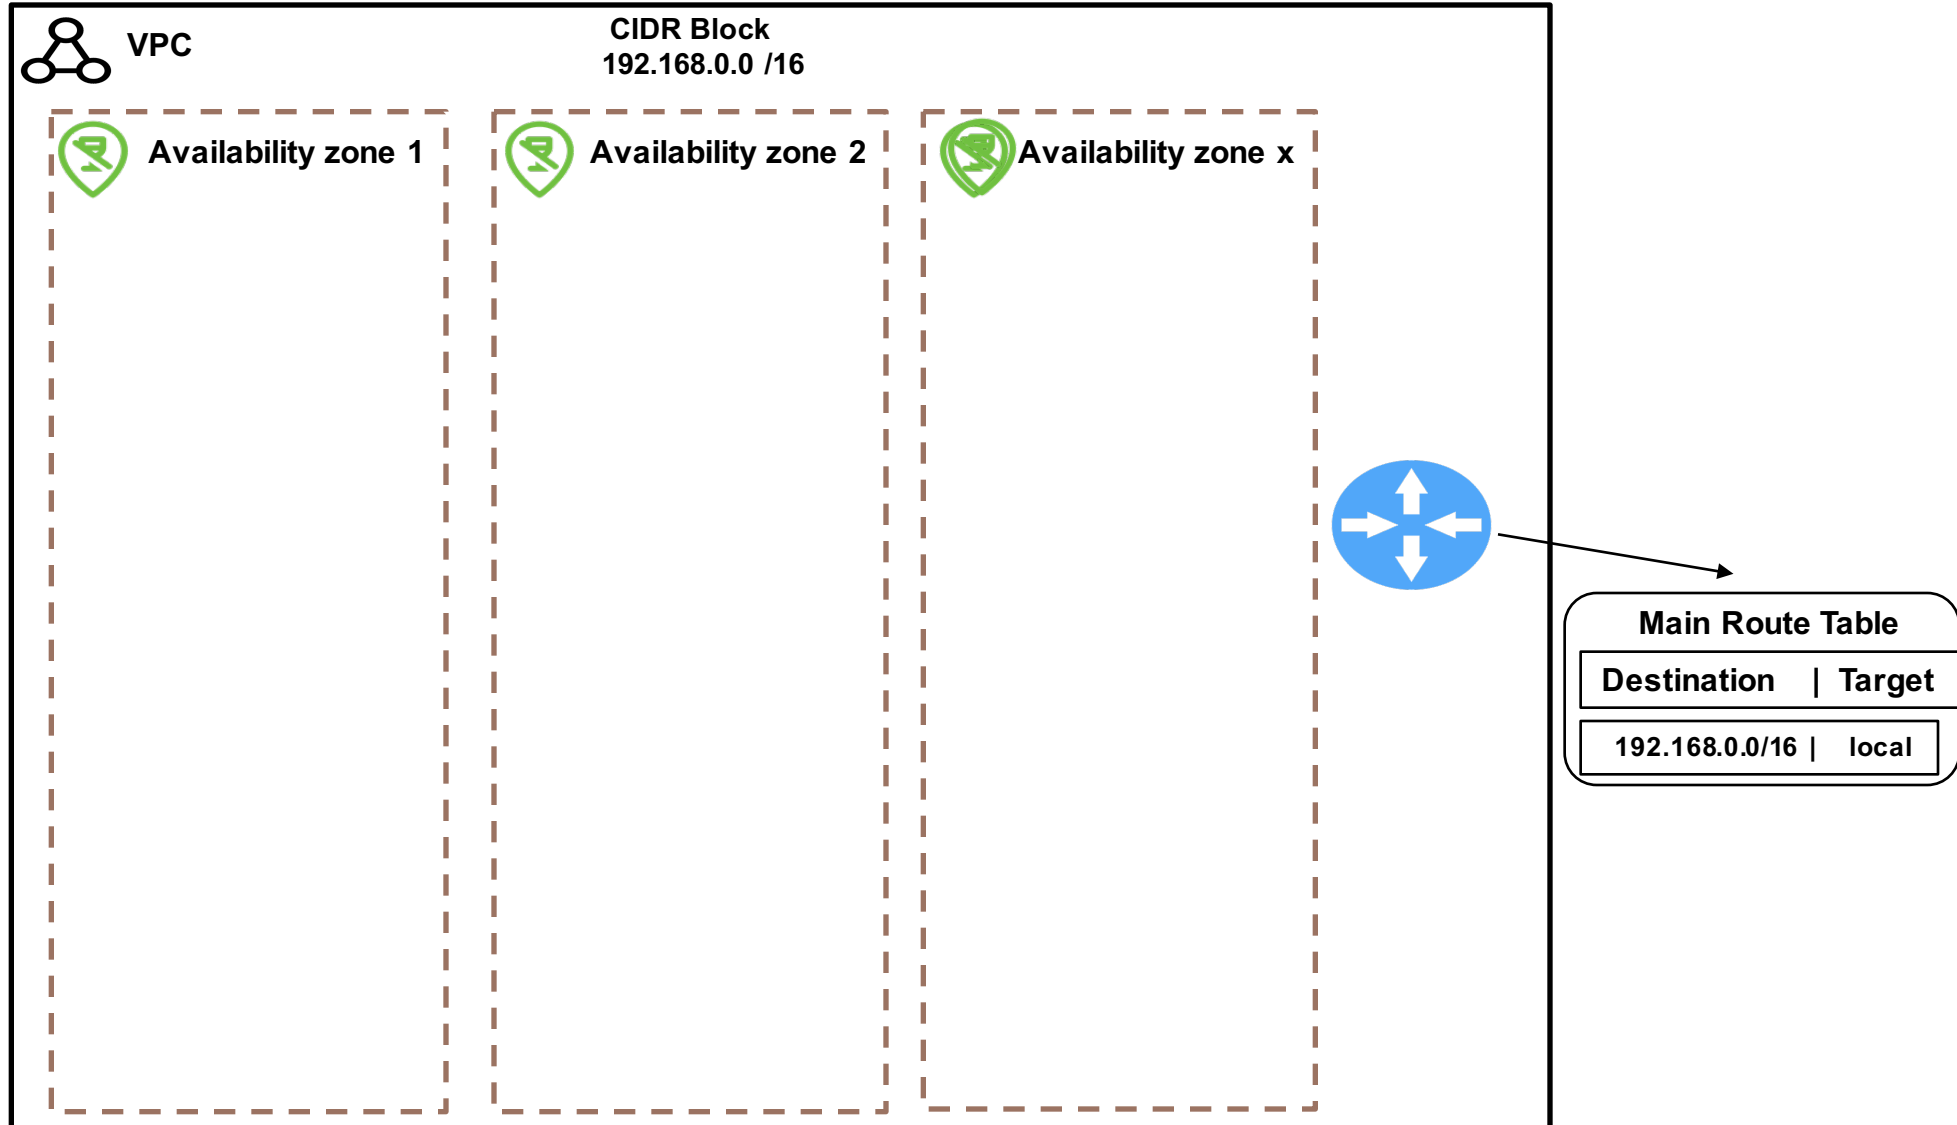 VPC
CIDR Block
192.168.0.0 /16
Availability zone 1
Availability zone 2
Availability zone x
Main Route Table
Destination | Target
192.168.0.0/16 | local